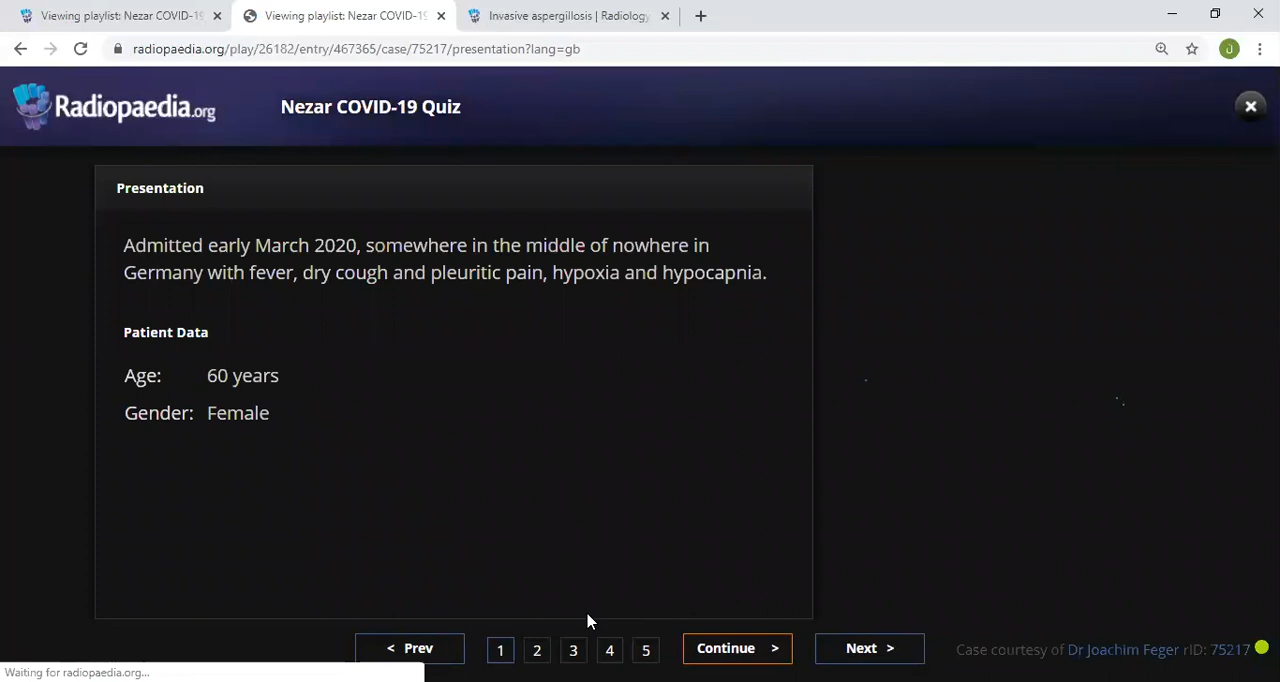 Viewing playlist: Nezar COVID-19
Viewing playlist: Nezar COVID-19
Invasive aspergillosis | Radiology
radiopaedia.org/play/26182/entry/467365/case/75217/presentation?lang=gb
Radiopaedia.org
Nezar COVID-19 Quiz
Presentation
Admitted early March 2020, somewhere in the middle of nowhere in
Germany with fever, dry cough and pleuritic pain, hypoxia and hypocapnia.
Patient Data
Age: 60 years
Gender: Female
< Prev 1 2 3 4 5 Continue > Next >
Case courtesy of Dr Joachim Feger rID: 75217
Waiting for radiopaedia.org...